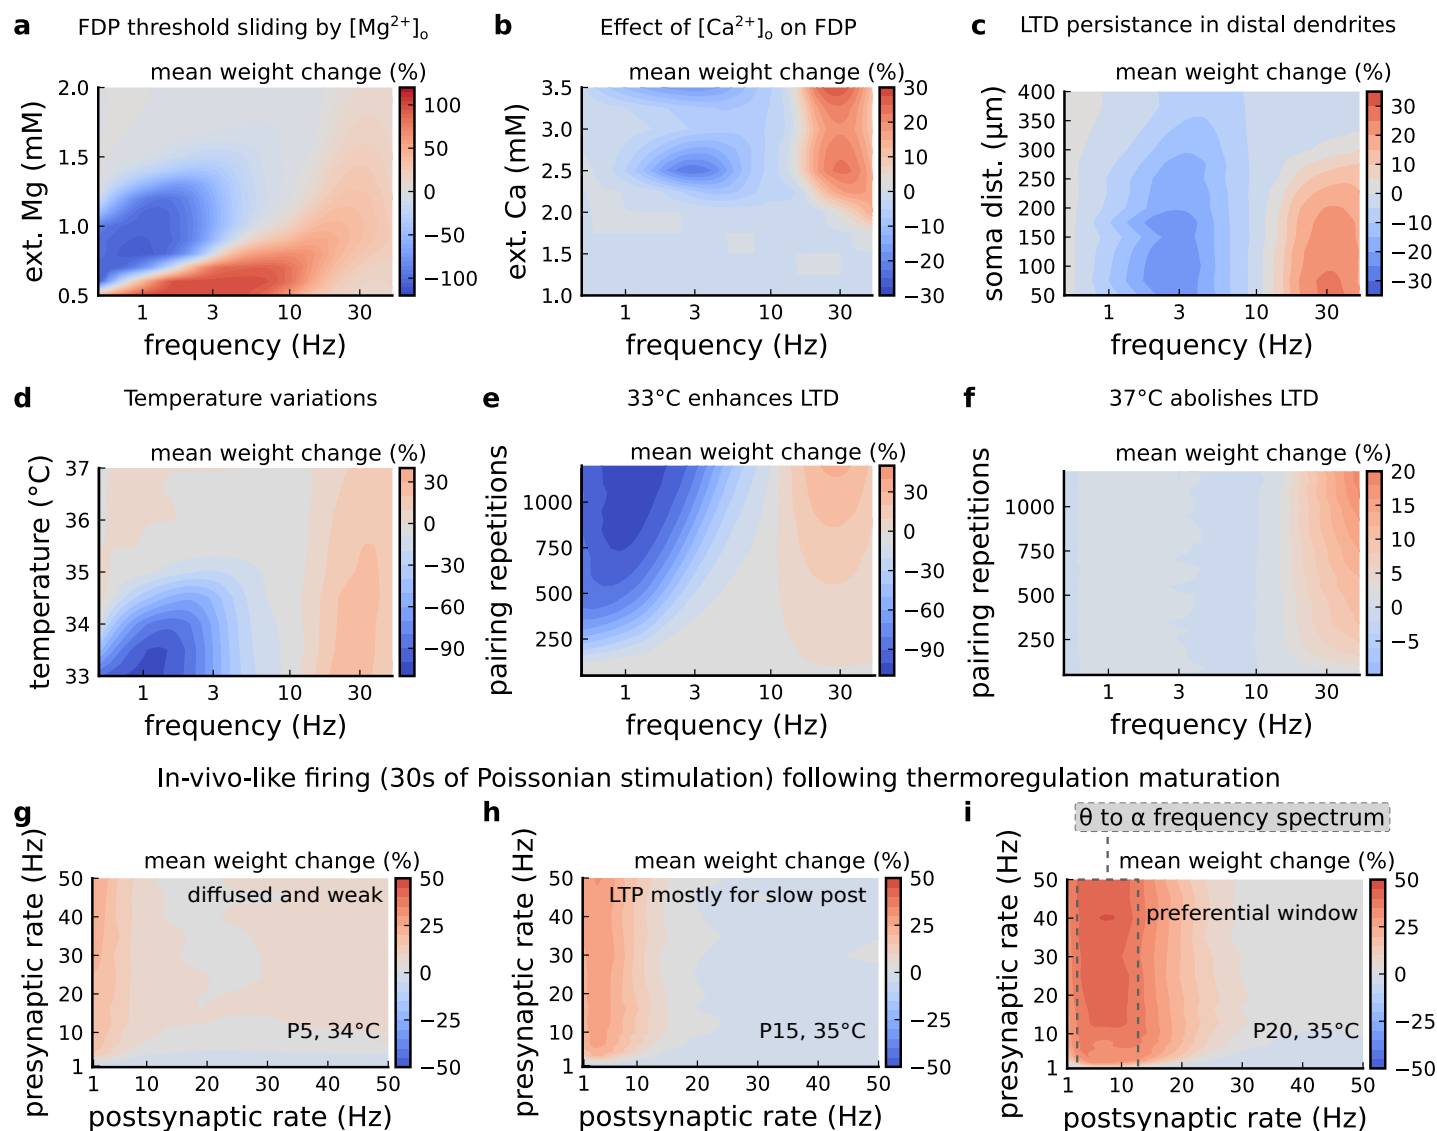 a FDP threshold sliding by [Mg²⁺]ₒ
mean weight change (%)
ext. Mg (mM)
2.0
1.5
1.0
0.5
1 3 10 30
frequency (Hz)
100
50
0
−50
−100
b Effect of [Ca²⁺]ₒ on FDP
mean weight change (%)
ext. Ca (mM)
3.5
3.0
2.5
2.0
1.5
1.0
1 3 10 30
frequency (Hz)
30
20
10
0
−10
−20
−30
c LTD persistance in distal dendrites
mean weight change (%)
soma dist. (μm)
400
350
300
250
200
150
100
50
1 3 10 30
frequency (Hz)
30
20
10
0
−10
−20
−30
d Temperature variations
mean weight change (%)
temperature (°C)
37
36
35
34
33
1 3 10 30
frequency (Hz)
30
0
−30
−60
−90
e 33°C enhances LTD
mean weight change (%)
pairing repetitions
1000
750
500
250
1 3 10 30
frequency (Hz)
30
0
−30
−60
−90
f 37°C abolishes LTD
mean weight change (%)
pairing repetitions
1000
750
500
250
1 3 10 30
frequency (Hz)
20
15
10
5
0
−5
In-vivo-like firing (30s of Poissonian stimulation) following thermoregulation maturation
g
mean weight change (%)
presynaptic rate (Hz)
50
40
30
20
10
1
diffused and weak
P5, 34°C
1 10 20 30 40 50
postsynaptic rate (Hz)
50
25
0
−25
−50
h
mean weight change (%)
presynaptic rate (Hz)
50
40
30
20
10
1
LTP mostly for slow post
P15, 35°C
1 10 20 30 40 50
postsynaptic rate (Hz)
50
25
0
−25
−50
i
θ to α frequency spectrum
mean weight change (%)
presynaptic rate (Hz)
50
40
30
20
10
1
preferential window
P20, 35°C
1 10 20 30 40 50
postsynaptic rate (Hz)
50
25
0
−25
−50